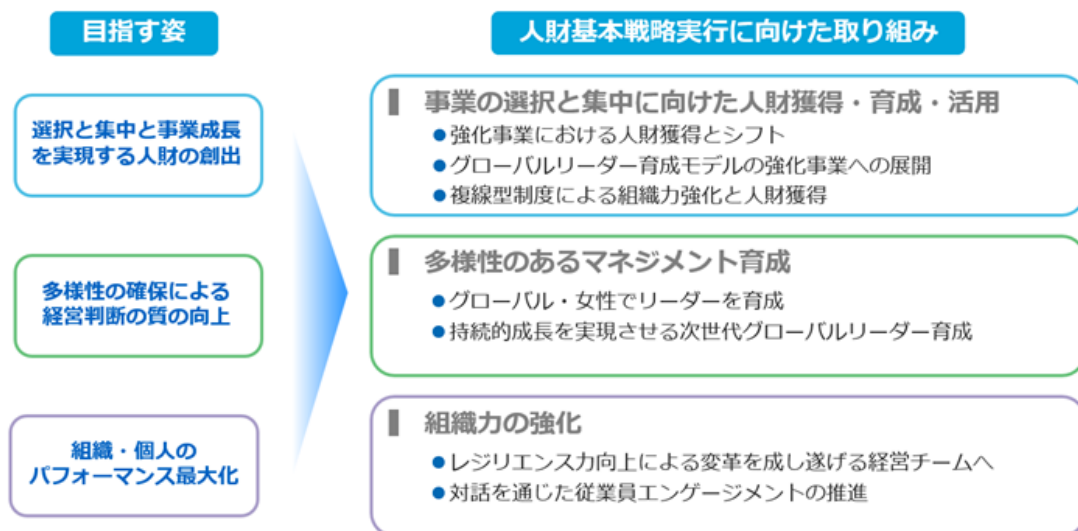 目指す姿
人財基本戦略実行に向けた取り組み
選択と集中と事業成長
を実現する人財の創出
事業の選択と集中に向けた人財獲得・育成・活用
●強化事業における人財獲得とシフト
●グローバルリーダー育成モデルの強化事業への展開
●複線型制度による組織力強化と人財獲得
多様性の確保による
経営判断の質の向上
多様性のあるマネジメント育成
●グローバル・女性でリーダーを育成
●持続的成長を実現させる次世代グローバルリーダー育成
組織・個人の
パフォーマンス最大化
組織力の強化
●レジリエンス力向上による変革を成し遂げる経営チームへ
●対話を通じた従業員エンゲージメントの推進